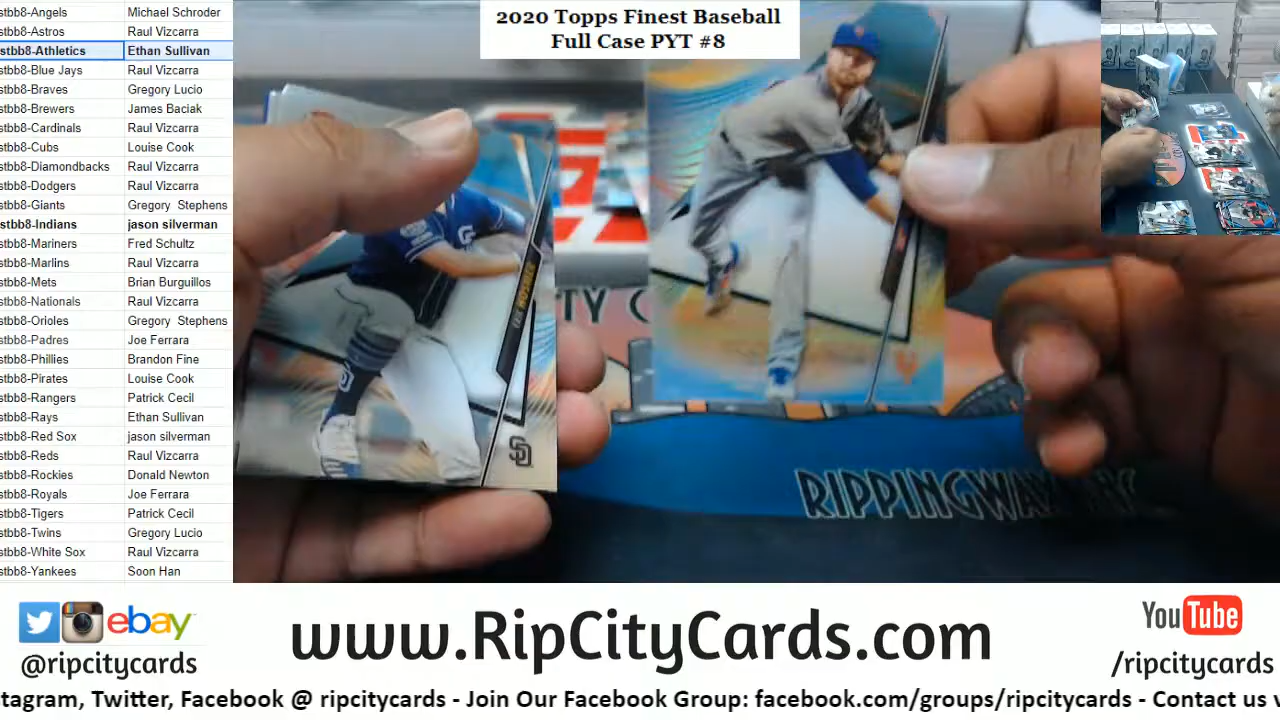 2020 Topps Finest Baseball
Full Case PYT #8
stbb8-Angels Michael Schroder
stbb8-Astros Raul Vizcarra
stbb8-Athletics Ethan Sullivan
stbb8-Blue Jays Raul Vizcarra
stbb8-Braves Gregory Lucio
stbb8-Brewers James Baciak
stbb8-Cardinals Raul Vizcarra
stbb8-Cubs Louise Cook
stbb8-Diamondbacks Raul Vizcarra
stbb8-Dodgers Raul Vizcarra
stbb8-Giants Gregory Stephens
stbb8-Indians jason silverman
stbb8-Mariners Fred Schultz
stbb8-Marlins Raul Vizcarra
stbb8-Mets Brian Burguillos
stbb8-Nationals Raul Vizcarra
stbb8-Orioles Gregory Stephens
stbb8-Padres Joe Ferrara
stbb8-Phillies Brandon Fine
stbb8-Pirates Louise Cook
stbb8-Rangers Patrick Cecil
stbb8-Rays Ethan Sullivan
stbb8-Red Sox jason silverman
stbb8-Reds Raul Vizcarra
stbb8-Rockies Donald Newton
stbb8-Royals Joe Ferrara
stbb8-Tigers Patrick Cecil
stbb8-Twins Gregory Lucio
stbb8-White Sox Raul Vizcarra
stbb8-Yankees Soon Han
HOSMER
SD
TY C
RIPPINGWAX
ebay
@ripcitycards
www.RipCityCards.com
YouTube
/ripcitycards
stagram, Twitter, Facebook @ ripcitycards - Join Our Facebook Group: facebook.com/groups/ripcitycards - Contact us v